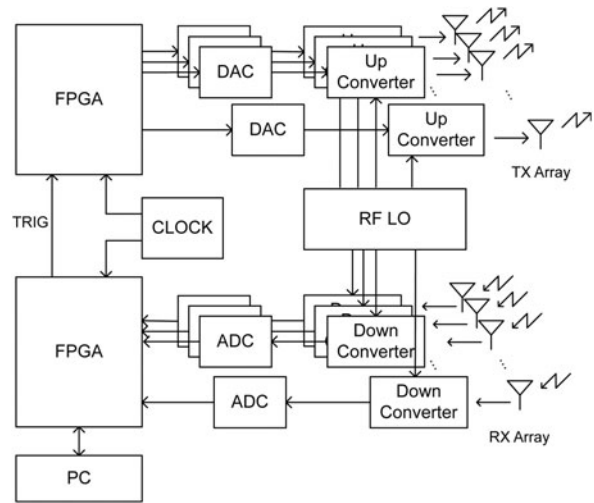 FPGA
DAC
Up
Converter
DAC
Up
Converter
TX Array
TRIG
CLOCK
RF LO
FPGA
ADC
Down
Converter
ADC
Down
Converter
RX Array
PC